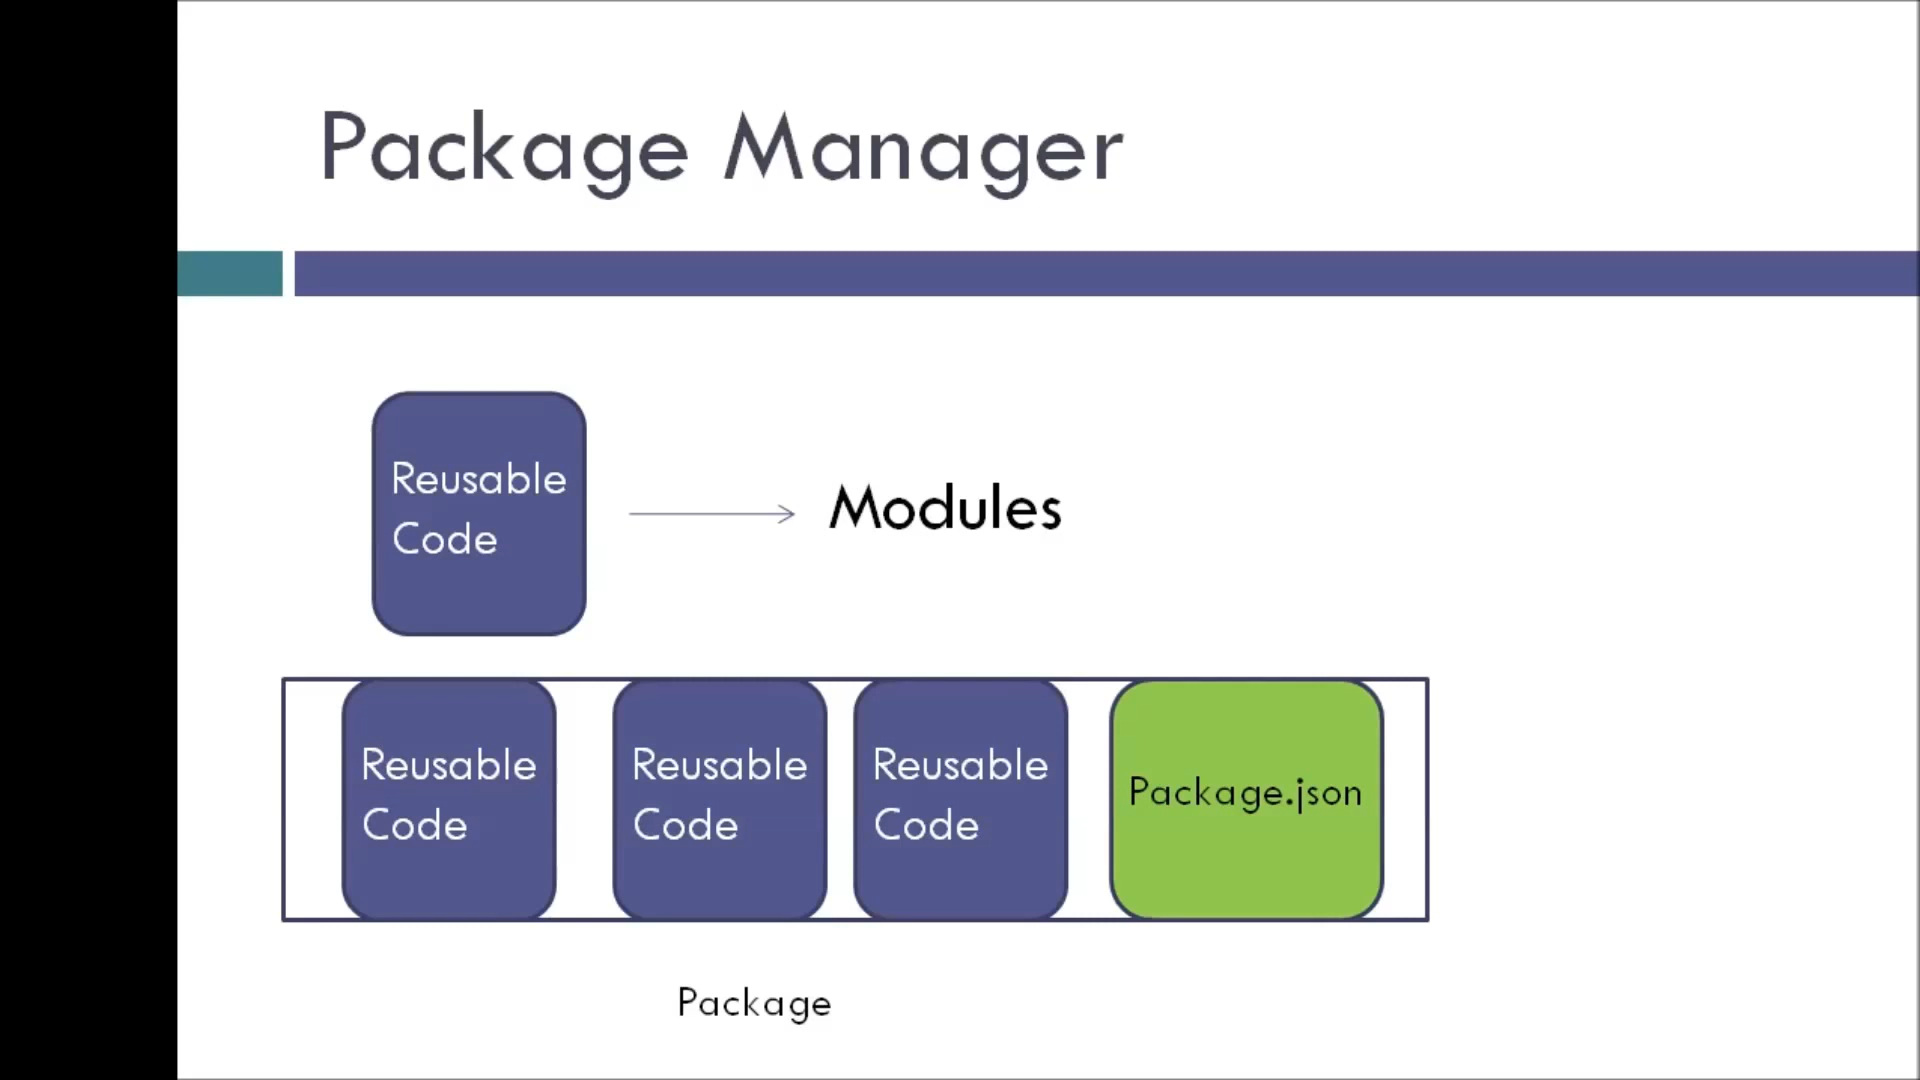 Package Manager
Reusable
Code
Modules
Reusable
Code
Reusable
Code
Reusable
Code
Package.json
Package